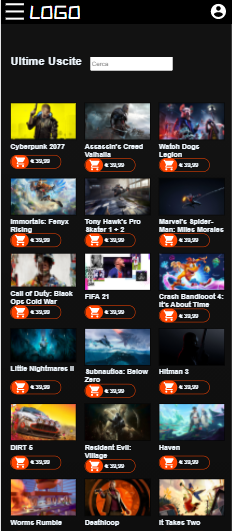 LOGO
Ultime Uscite
Cerca
Cyberpunk 2077
€ 39,99
Assassin's Creed
Valhalla
€ 39,99
Watch Dogs
Legion
€ 39,99
Immortals: Fenyx
Rising
€ 39,99
Tony Hawk's Pro
Skater 1 + 2
€ 39,99
Marvel's Spider-
Man: Miles Morales
€ 39,99
Call of Duty: Black
Ops Cold War
€ 39,99
FIFA 21
€ 39,99
Crash Bandicoot 4:
It's About Time
€ 39,99
Little Nightmares II
€ 39,99
Subnautica: Below
Zero
€ 39,99
Hitman 3
€ 39,99
DIRT 5
€ 39,99
Resident Evil:
Village
€ 39,99
Haven
€ 39,99
Worms Rumble
Deathloop
It Takes Two